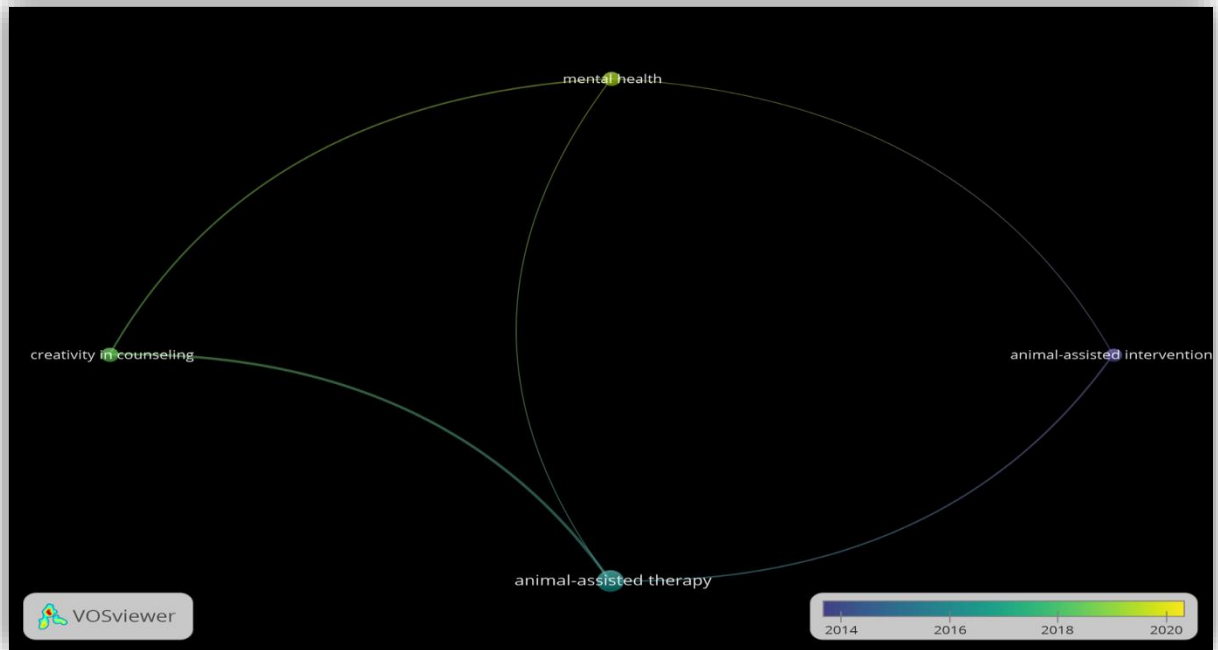 mental health
creativity in counseling
animal-assisted intervention
animal-assisted therapy
VOSviewer
2014 2016 2018 2020